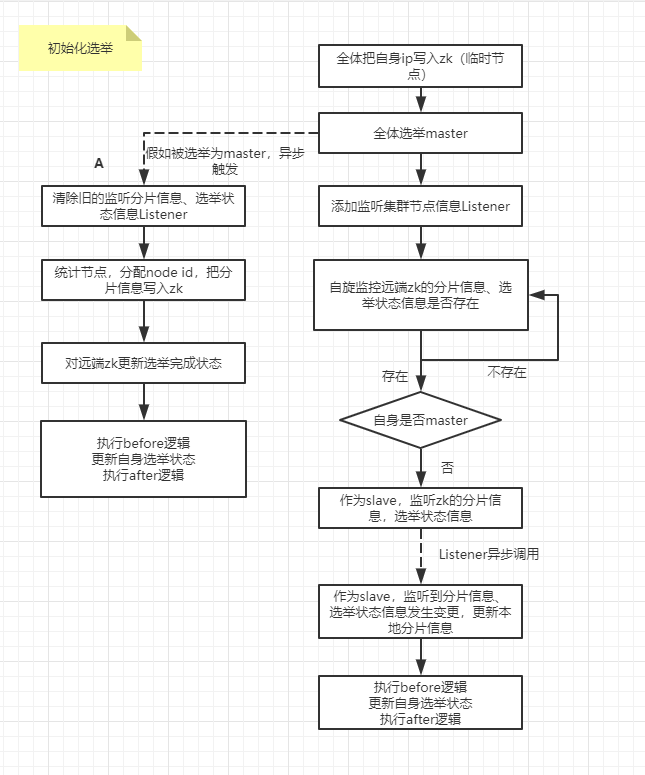 初始化选举
全体把自身ip写入zk（临时节
点）
全体选举master
假如被选举为master，异步
触发
A
清除旧的监听分片信息、选举状
态信息Listener
添加监听集群节点信息Listener
统计节点，分配node id，把分
片信息写入zk
自旋监控远端zk的分片信息、选
举状态信息是否存在
对远端zk更新选举完成状态
存在
不存在
自身是否master
执行before逻辑
更新自身选举状态
执行after逻辑
否
作为slave，监听zk的分片信
息，选举状态信息
Listener异步调用
作为slave，监听到分片信息、
选举状态信息发生变更，更新本
地分片信息
执行before逻辑
更新自身选举状态
执行after逻辑